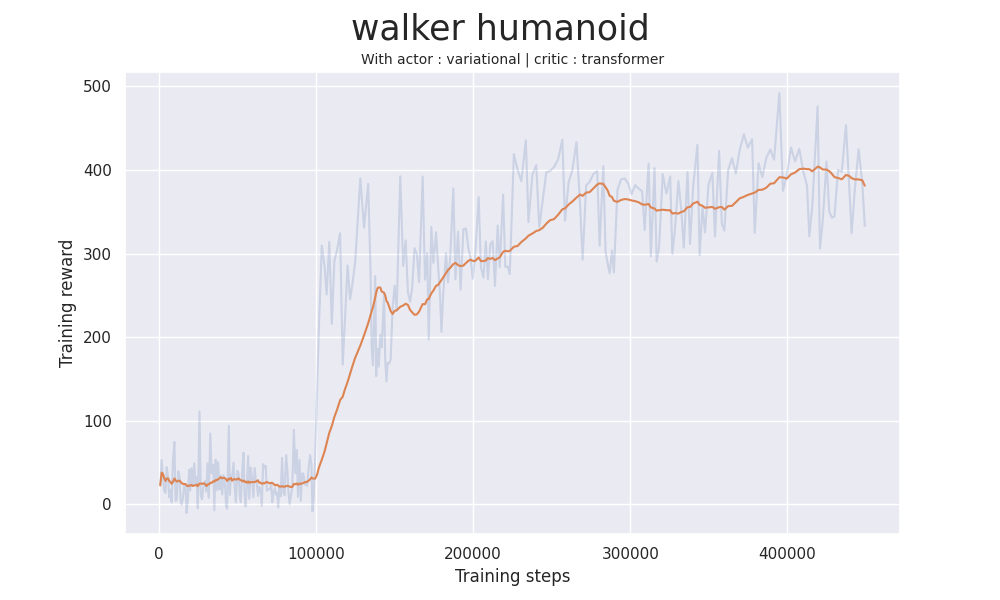 walker humanoid
With actor : variational | critic : transformer
500
400
300
200
100
0
Training reward
0 100000 200000 300000 400000
Training steps